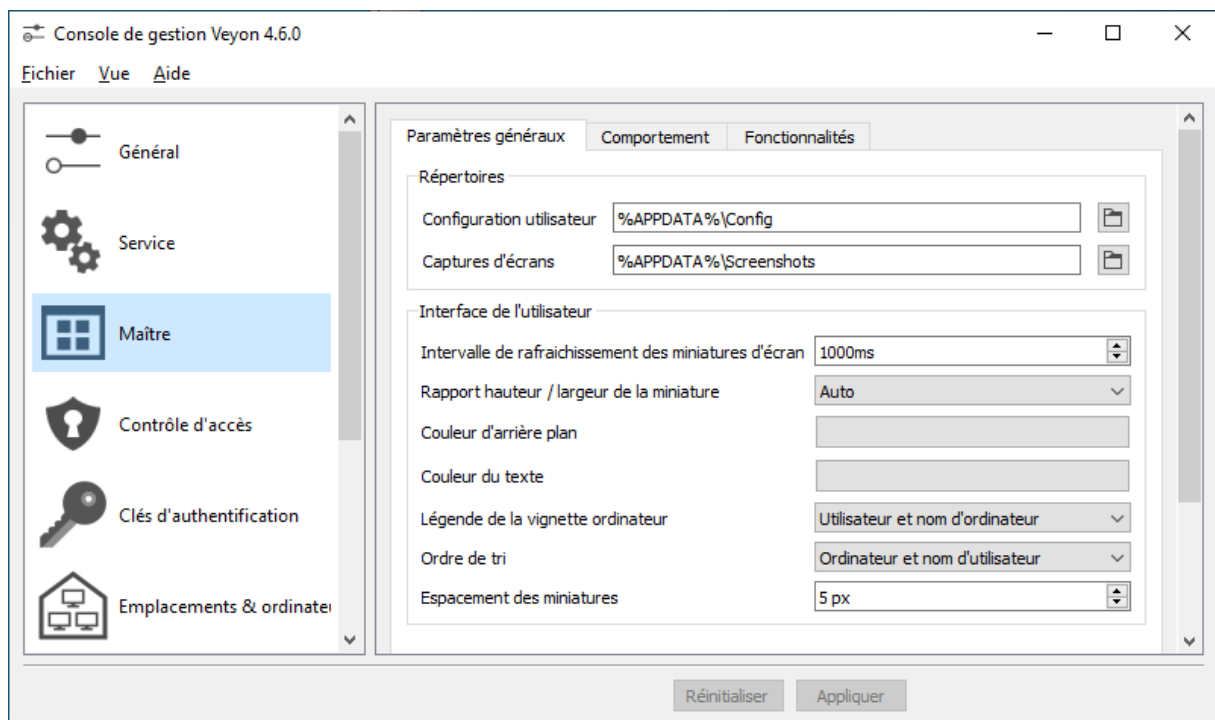 Console de gestion Veyon 4.6.0
Fichier Vue Aide
Général
Service
Maître
Contrôle d'accès
Clés d'authentification
Emplacements & ordinate
Paramètres généraux Comportement Fonctionnalités
Répertoires
Configuration utilisateur %APPDATA%\Config
Captures d'écrans %APPDATA%\Screenshots
Interface de l'utilisateur
Intervalle de rafraichissement des miniatures d'écran 1000ms
Rapport hauteur / largeur de la miniature Auto
Couleur d'arrière plan
Couleur du texte
Légende de la vignette ordinateur Utilisateur et nom d'ordinateur
Ordre de tri Ordinateur et nom d'utilisateur
Espacement des miniatures 5 px
Réinitialiser Appliquer